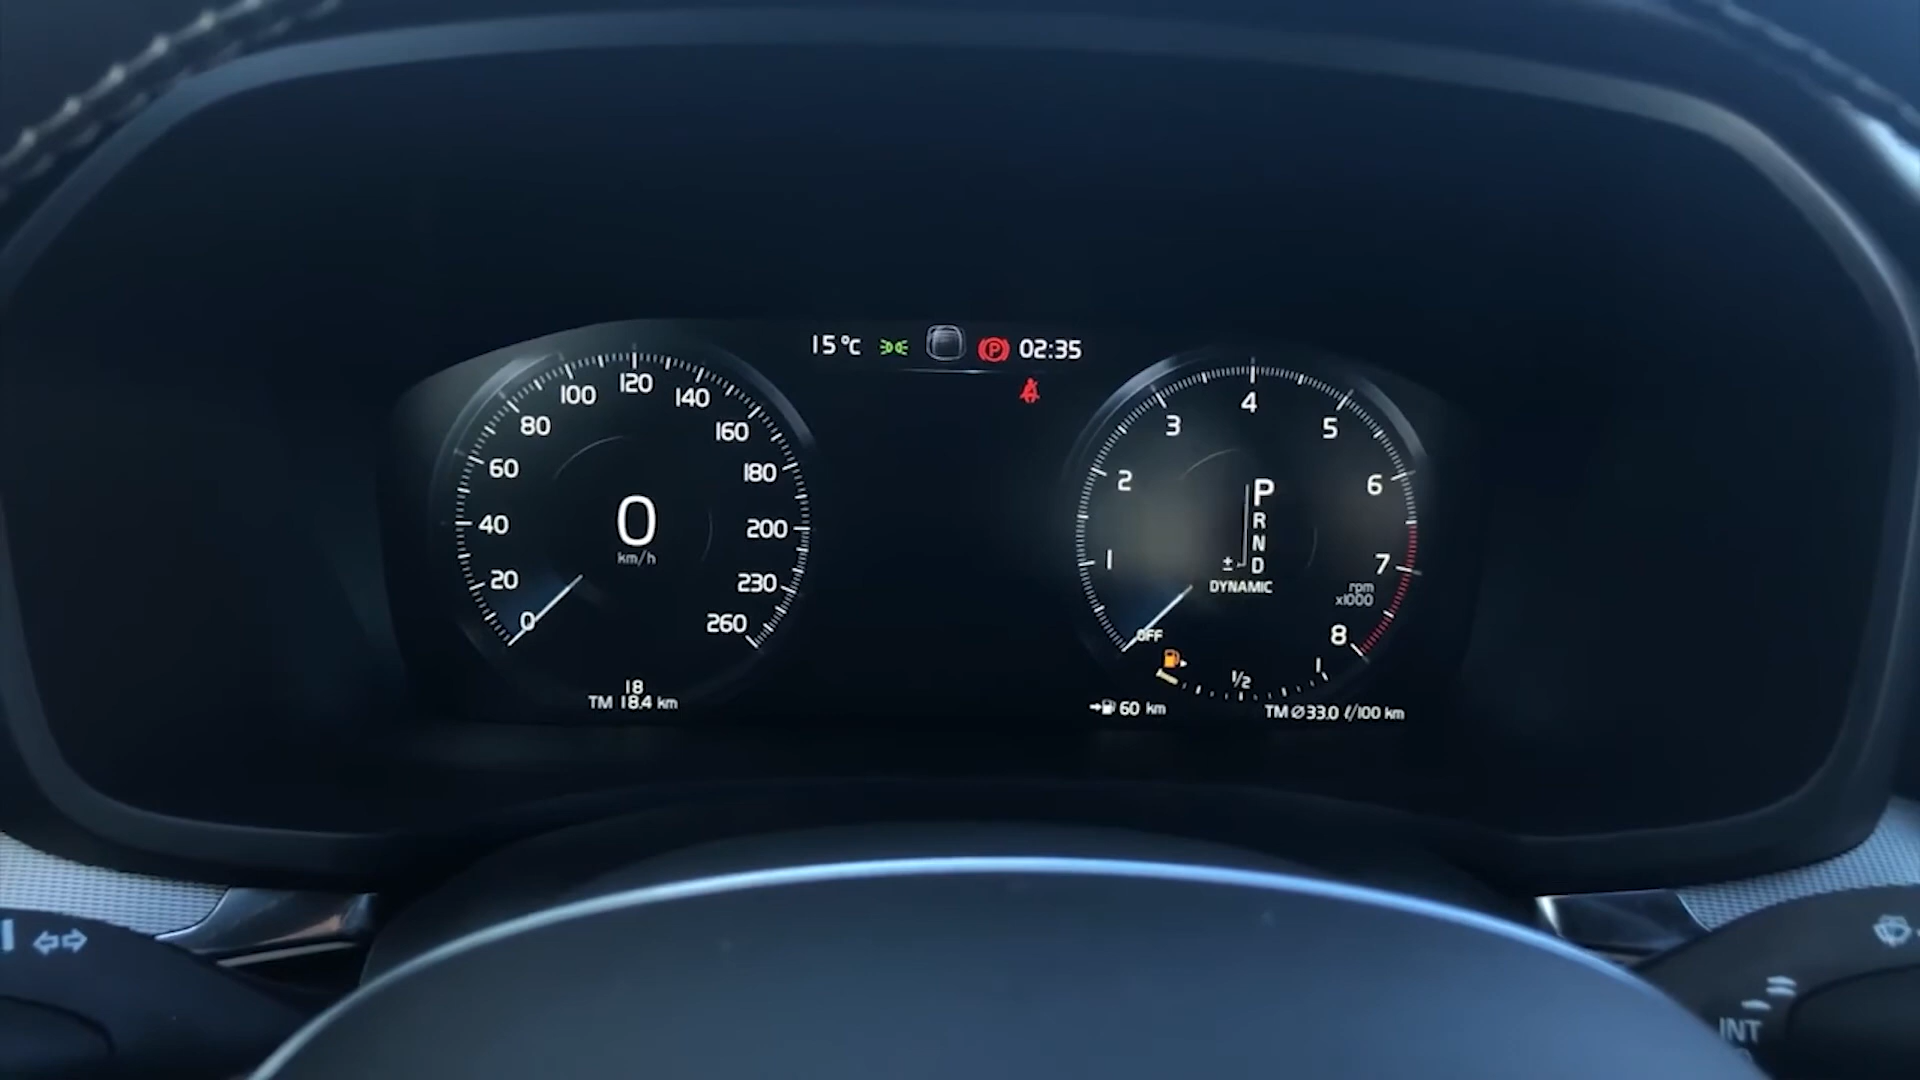 15 °C
02:35
0
20
40
60
80
100
120
140
160
180
200
230
260
0
km/h
18
TM 18.4 km
OFF
1
2
3
4
5
6
7
8
rpm
x1000
P
R
N
± D
DYNAMIC
1/2
1
60 km
TM ∅ 33.0 ℓ/100 km
INT